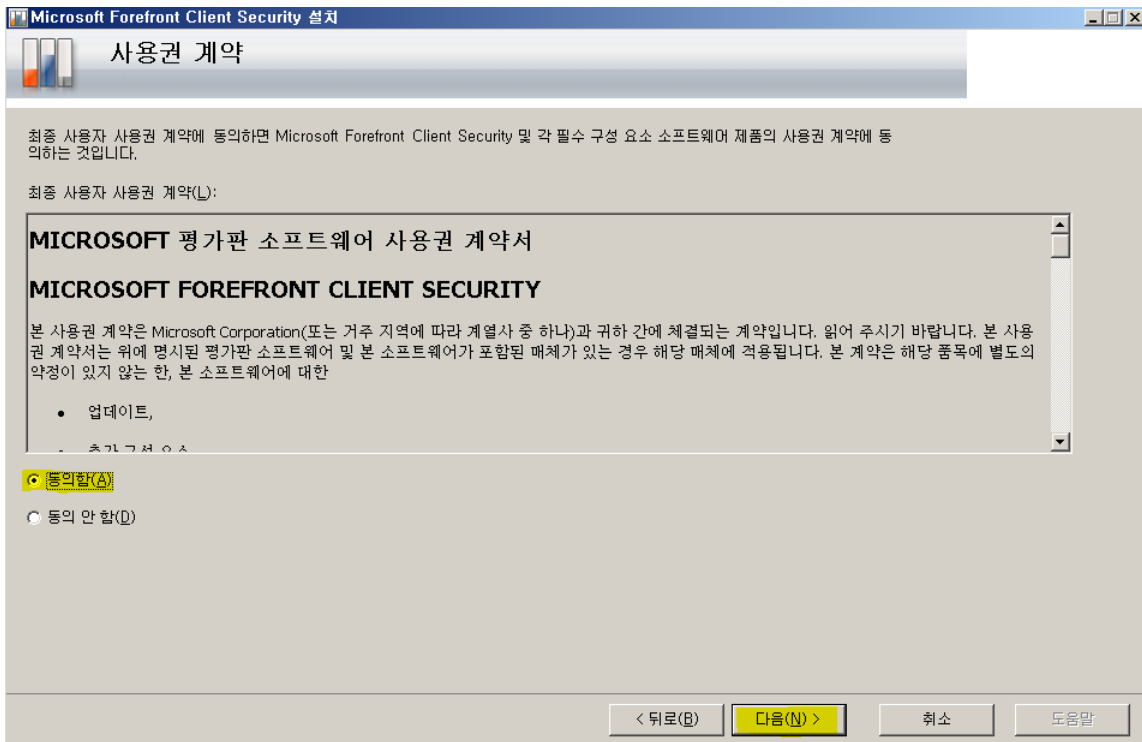 Microsoft Forefront Client Security 설치
사용권 계약
최종 사용자 사용권 계약에 동의하면 Microsoft Forefront Client Security 및 각 필수 구성 요소 소프트웨어 제품의 사용권 계약에 동
의하는 것입니다.
최종 사용자 사용권 계약(L):
MICROSOFT 평가판 소프트웨어 사용권 계약서
MICROSOFT FOREFRONT CLIENT SECURITY
본 사용권 계약은 Microsoft Corporation(또는 거주 지역에 따라 계열사 중 하나)과 귀하 간에 체결되는 계약입니다. 읽어 주시기 바랍니다. 본 사용
권 계약서는 위에 명시된 평가판 소프트웨어 및 본 소프트웨어가 포함된 매체가 있는 경우 해당 매체에 적용됩니다. 본 계약은 해당 품목에 별도의
약정이 있지 않는 한, 본 소프트웨어에 대한
• 업데이트,
• 추가 구성 요소
동의함(A)
동의 안 함(D)
< 뒤로(B) 다음(N) > 취소 도움말